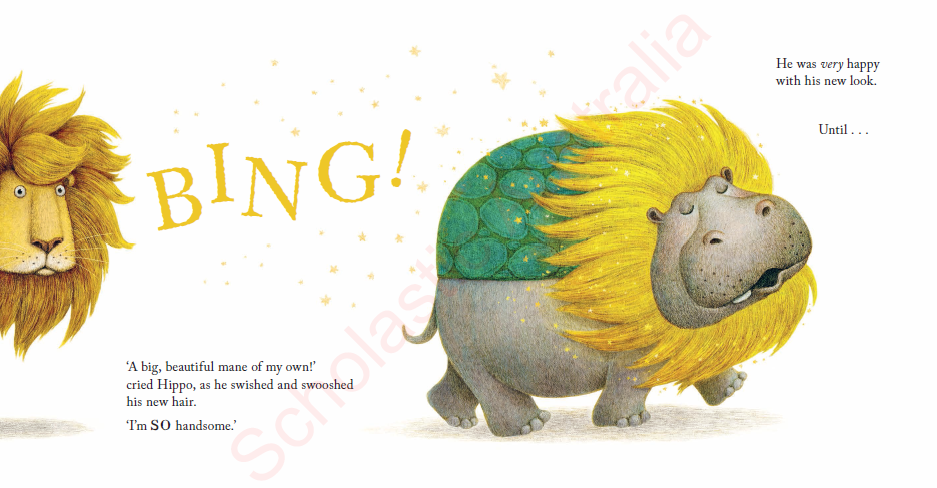 BING!
'A big, beautiful mane of my own!'
cried Hippo, as he swished and swooshed
his new hair.
'I'm SO handsome.'
He was very happy
with his new look.
Until . . .
Scholastic Australia